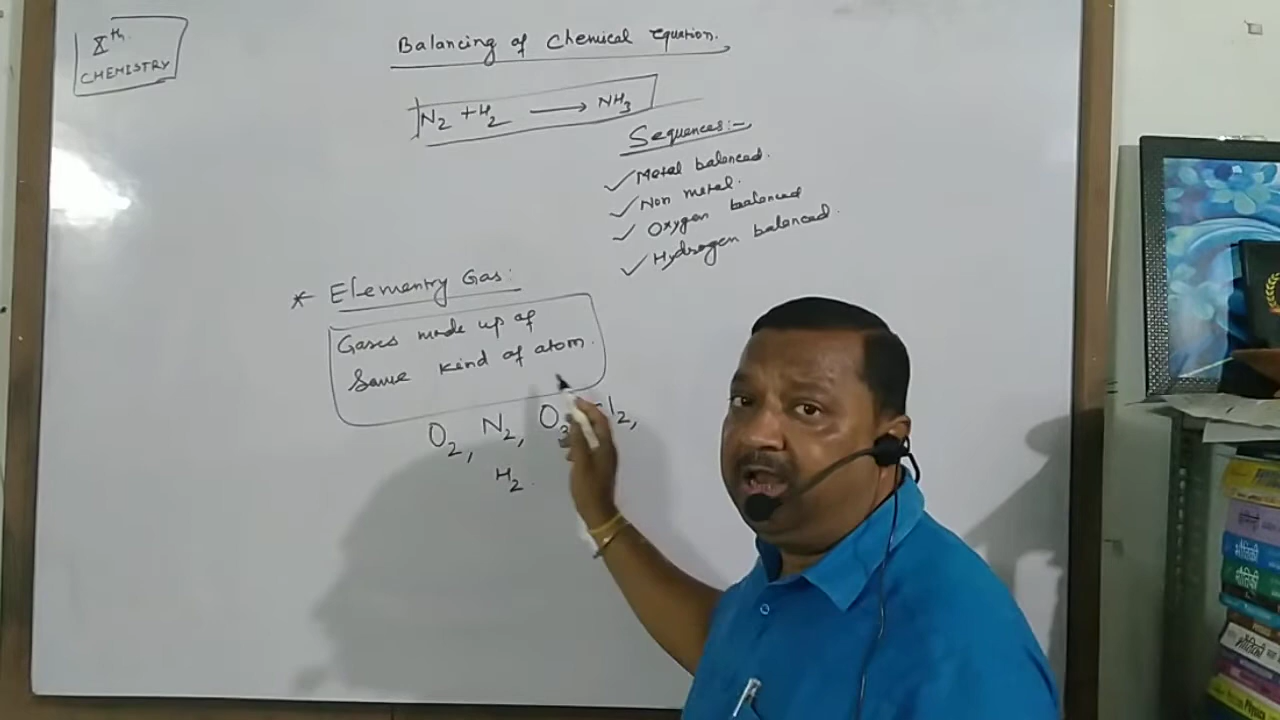 Xth.
CHEMISTRY
Balancing of Chemical Equation.
N2 + H2 → NH3
Sequences:-
✓ Metal balanced.
✓ Non metal.
✓ Oxygen balanced
✓ Hydrogen balanced.
* Elementry Gas:
Gases made up of
Same kind of atom.
O2, N2, O3
H2.
भौतिकी
भौतिकी